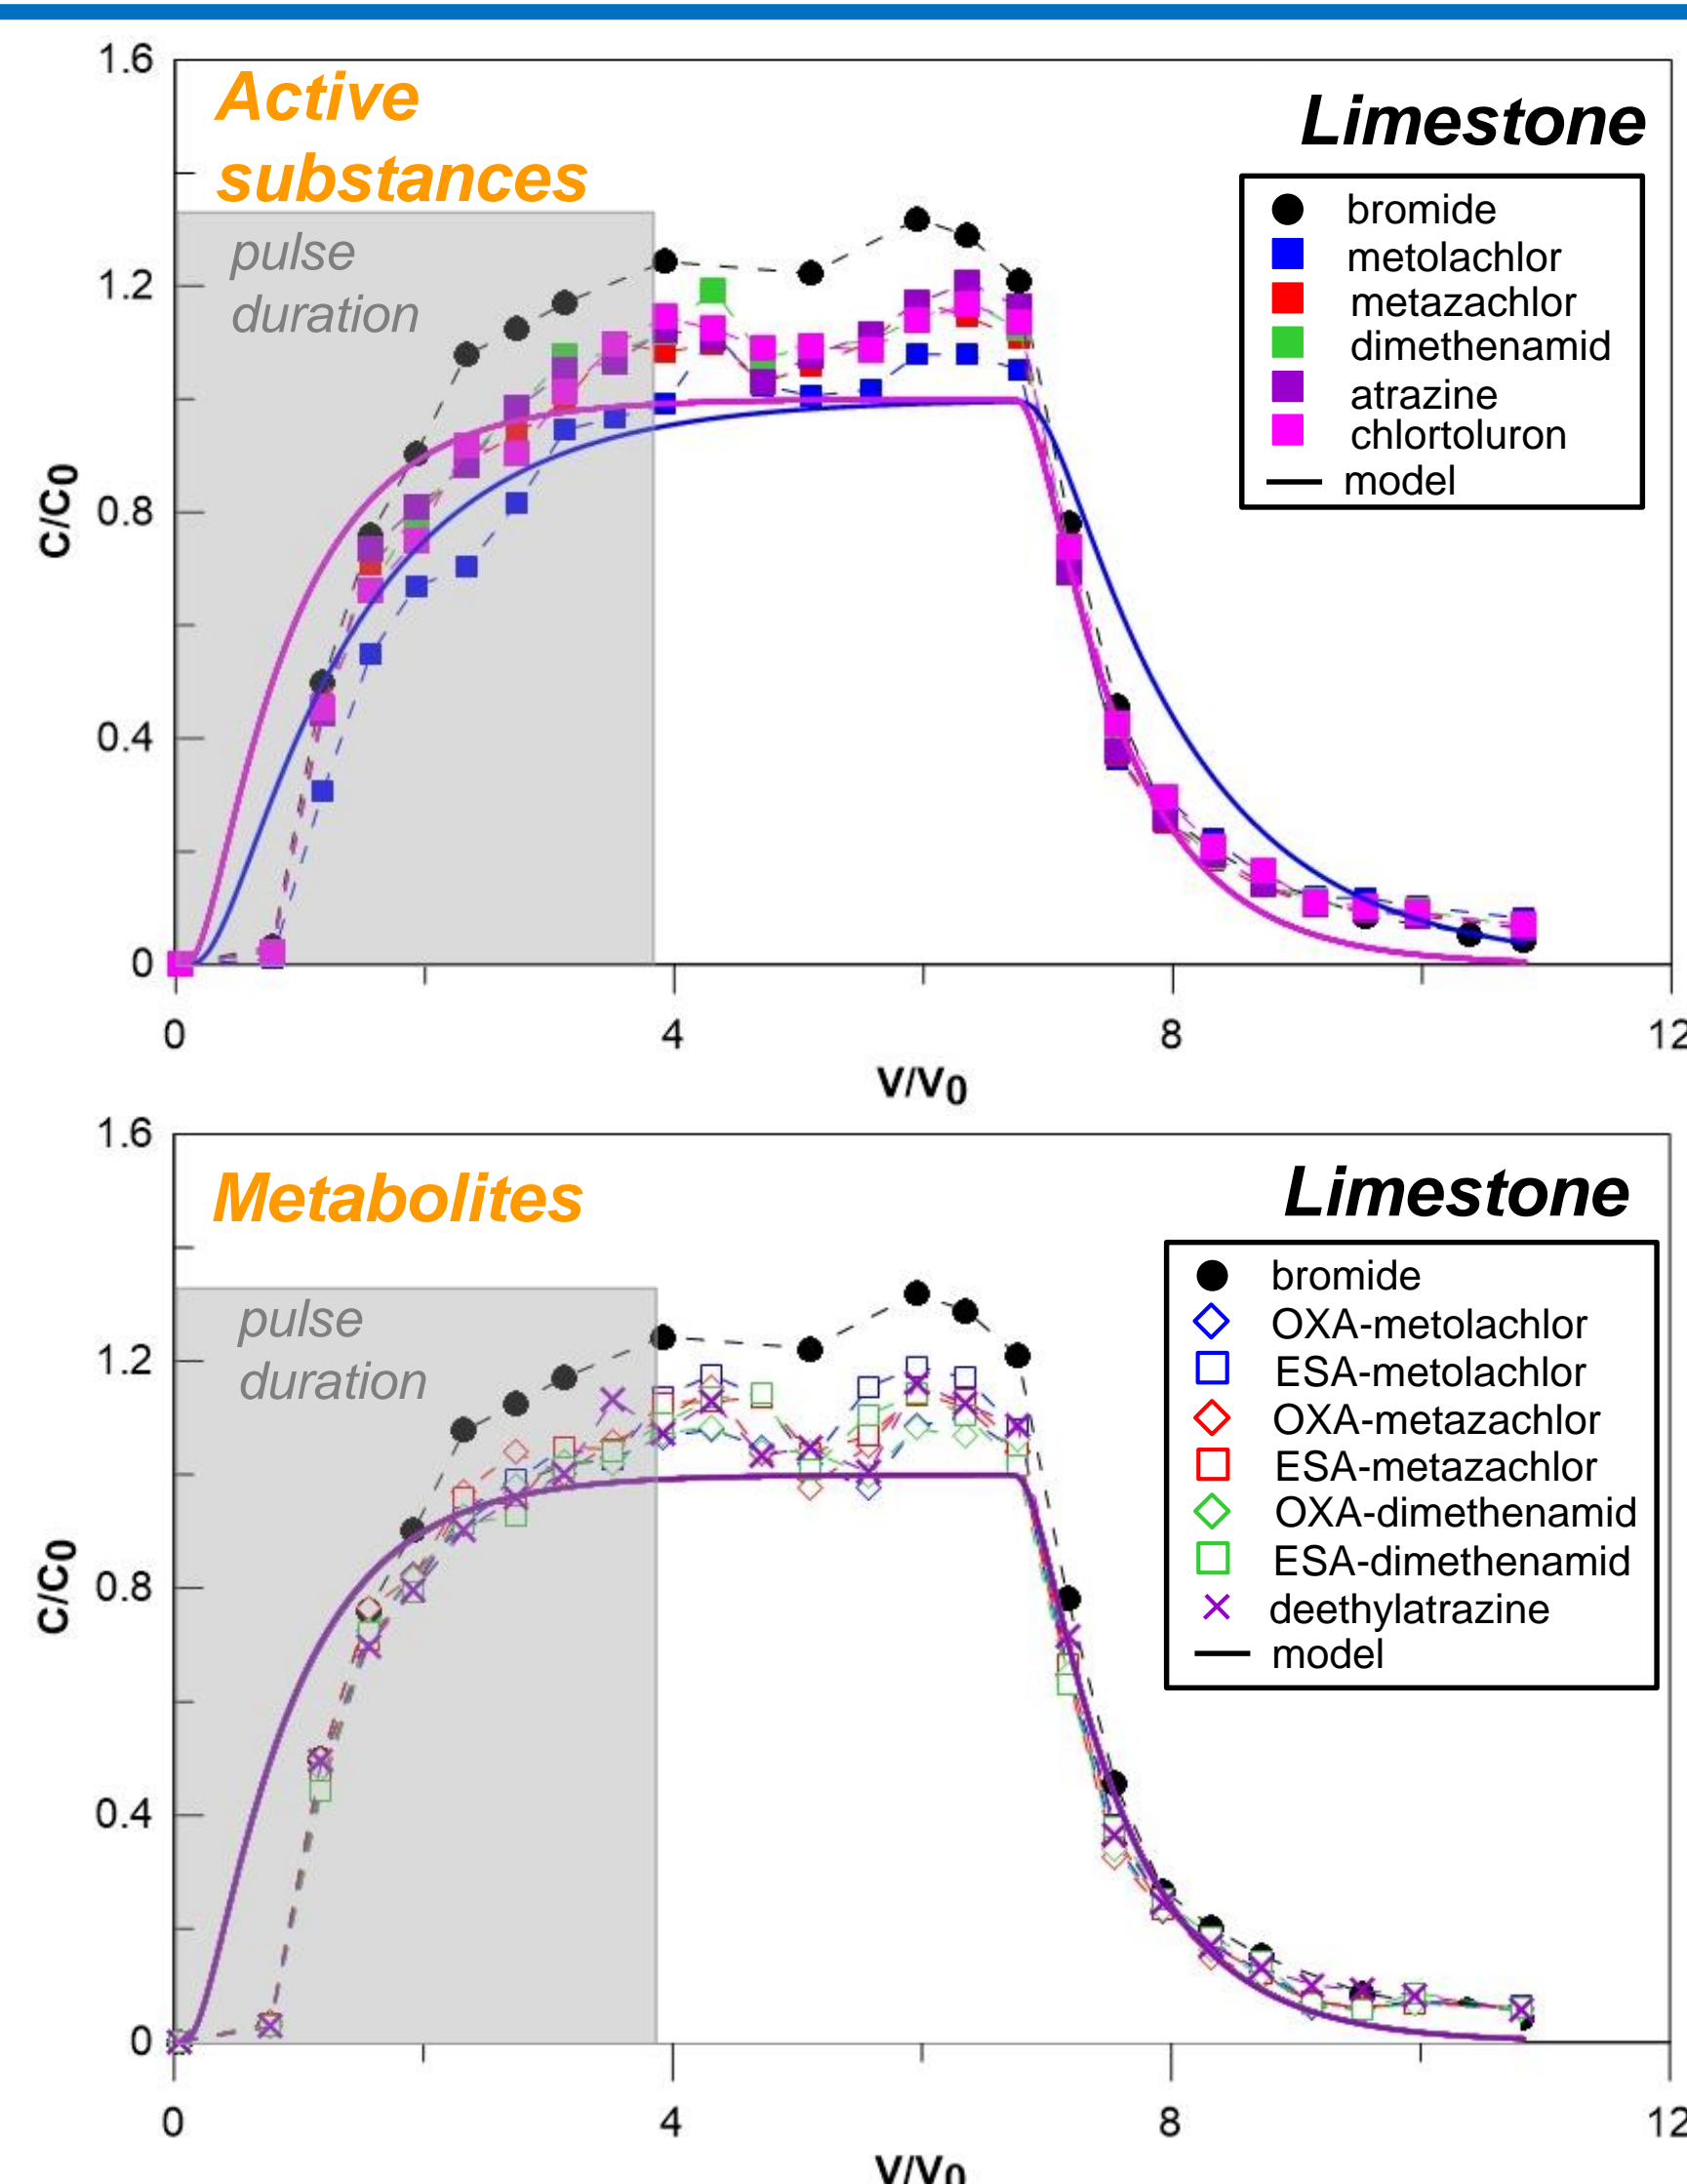 1.6
Active
substances
Limestone
pulse
duration
bromide
metolachlor
metazachlor
dimethenamid
atrazine
chlortoluron
model
1.2
0.8
0.4
0
C/C0
0
4
8
12
V/V0
1.6
Metabolites
Limestone
pulse
duration
bromide
OXA-metolachlor
ESA-metolachlor
OXA-metazachlor
ESA-metazachlor
OXA-dimethenamid
ESA-dimethenamid
deethylatrazine
model
1.2
0.8
0.4
0
C/C0
0
4
8
12
V/V0